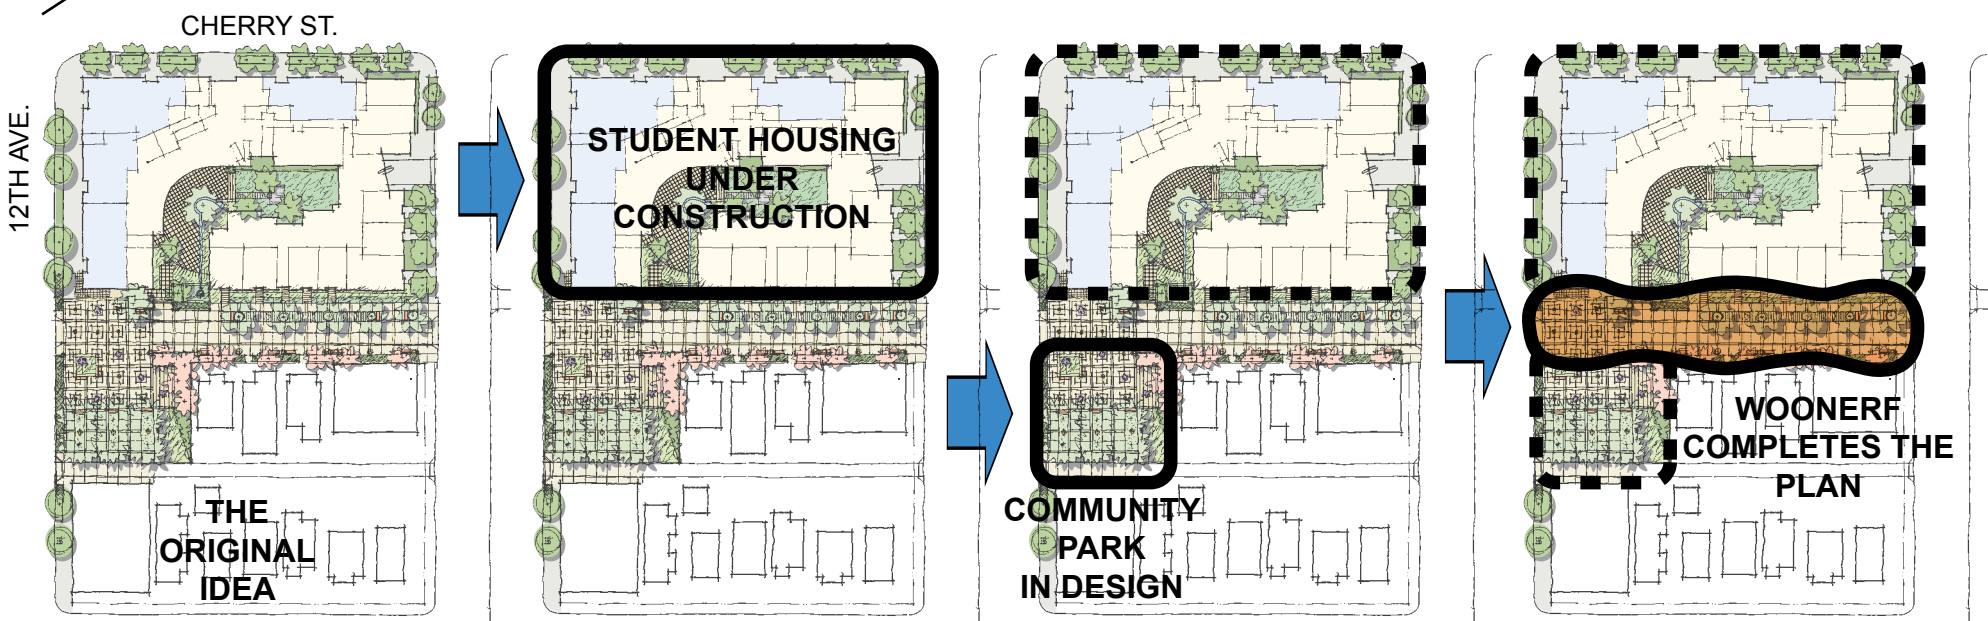 CHERRY ST.
12TH AVE.
THE
ORIGINAL
IDEA
STUDENT HOUSING
UNDER
CONSTRUCTION
COMMUNITY
PARK
IN DESIGN
WOONERF
COMPLETES THE
PLAN